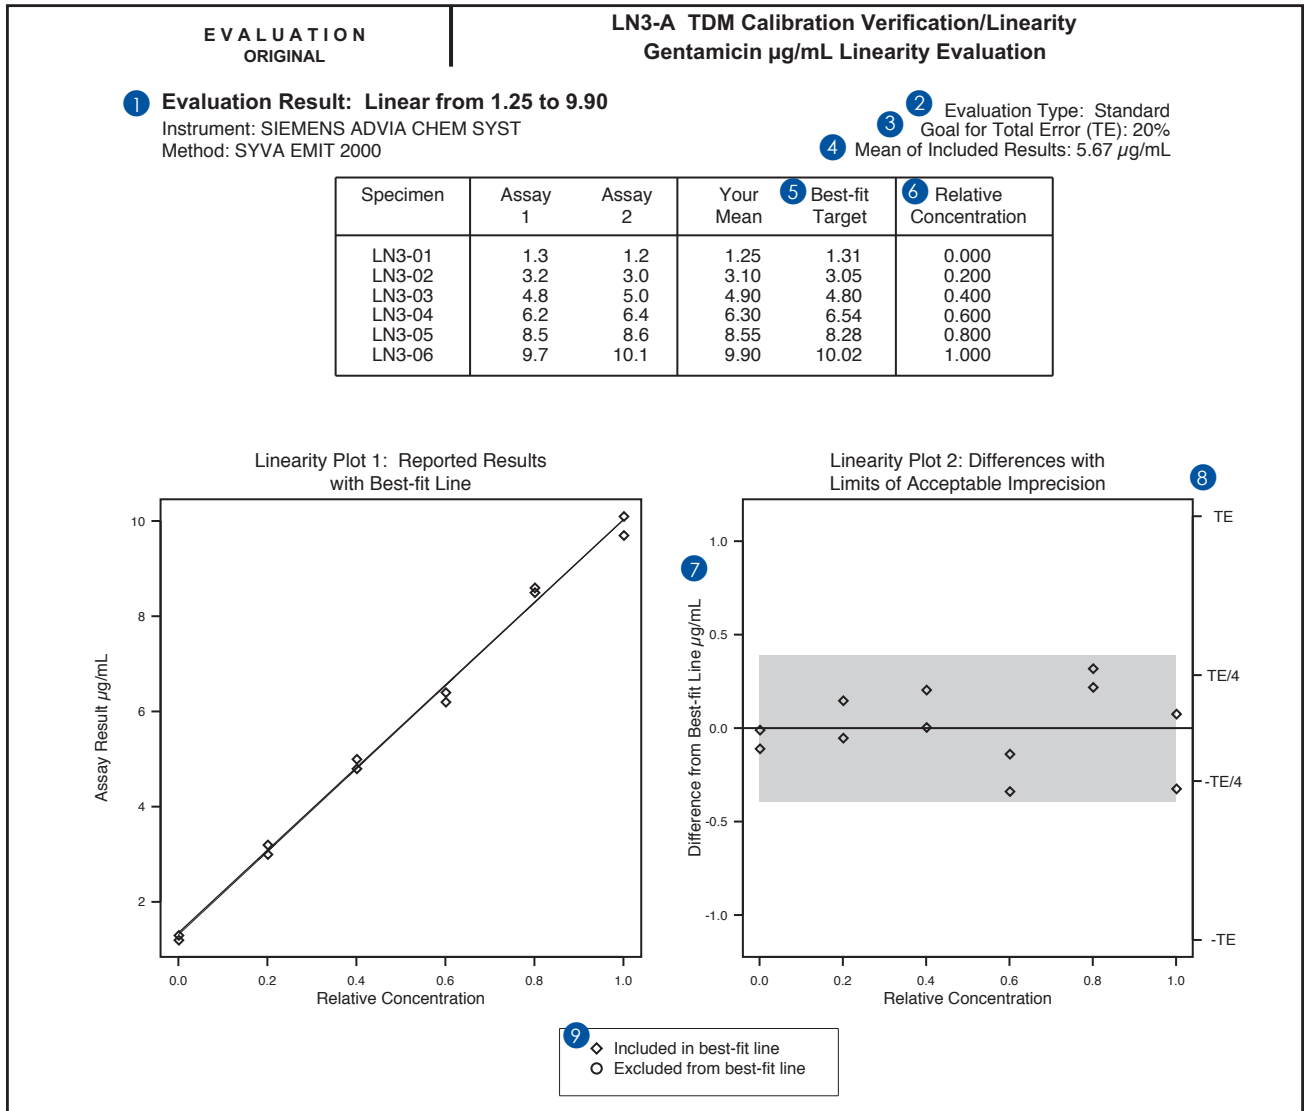 EVALUATION
ORIGINAL
LN3-A TDM Calibration Verification/Linearity
Gentamicin µg/mL Linearity Evaluation
1 Evaluation Result: Linear from 1.25 to 9.90
Instrument: SIEMENS ADVIA CHEM SYST
Method: SYVA EMIT 2000
2 Evaluation Type: Standard
3 Goal for Total Error (TE): 20%
4 Mean of Included Results: 5.67 µg/mL
Specimen Assay Assay Your 5 Best-fit 6 Relative
1 2 Mean Target Concentration
LN3-01 1.3 1.2 1.25 1.31 0.000
LN3-02 3.2 3.0 3.10 3.05 0.200
LN3-03 4.8 5.0 4.90 4.80 0.400
LN3-04 6.2 6.4 6.30 6.54 0.600
LN3-05 8.5 8.6 8.55 8.28 0.800
LN3-06 9.7 10.1 9.90 10.02 1.000
Linearity Plot 1: Reported Results
with Best-fit Line
10
8
6
4
2
Assay Result µg/mL
0.0 0.2 0.4 0.6 0.8 1.0
Relative Concentration
Linearity Plot 2: Differences with
Limits of Acceptable Imprecision
8
7
1.0
0.5
0.0
-0.5
-1.0
Difference from Best-fit Line µg/mL
TE
TE/4
-TE/4
-TE
0.0 0.2 0.4 0.6 0.8 1.0
Relative Concentration
9
Included in best-fit line
Excluded from best-fit line